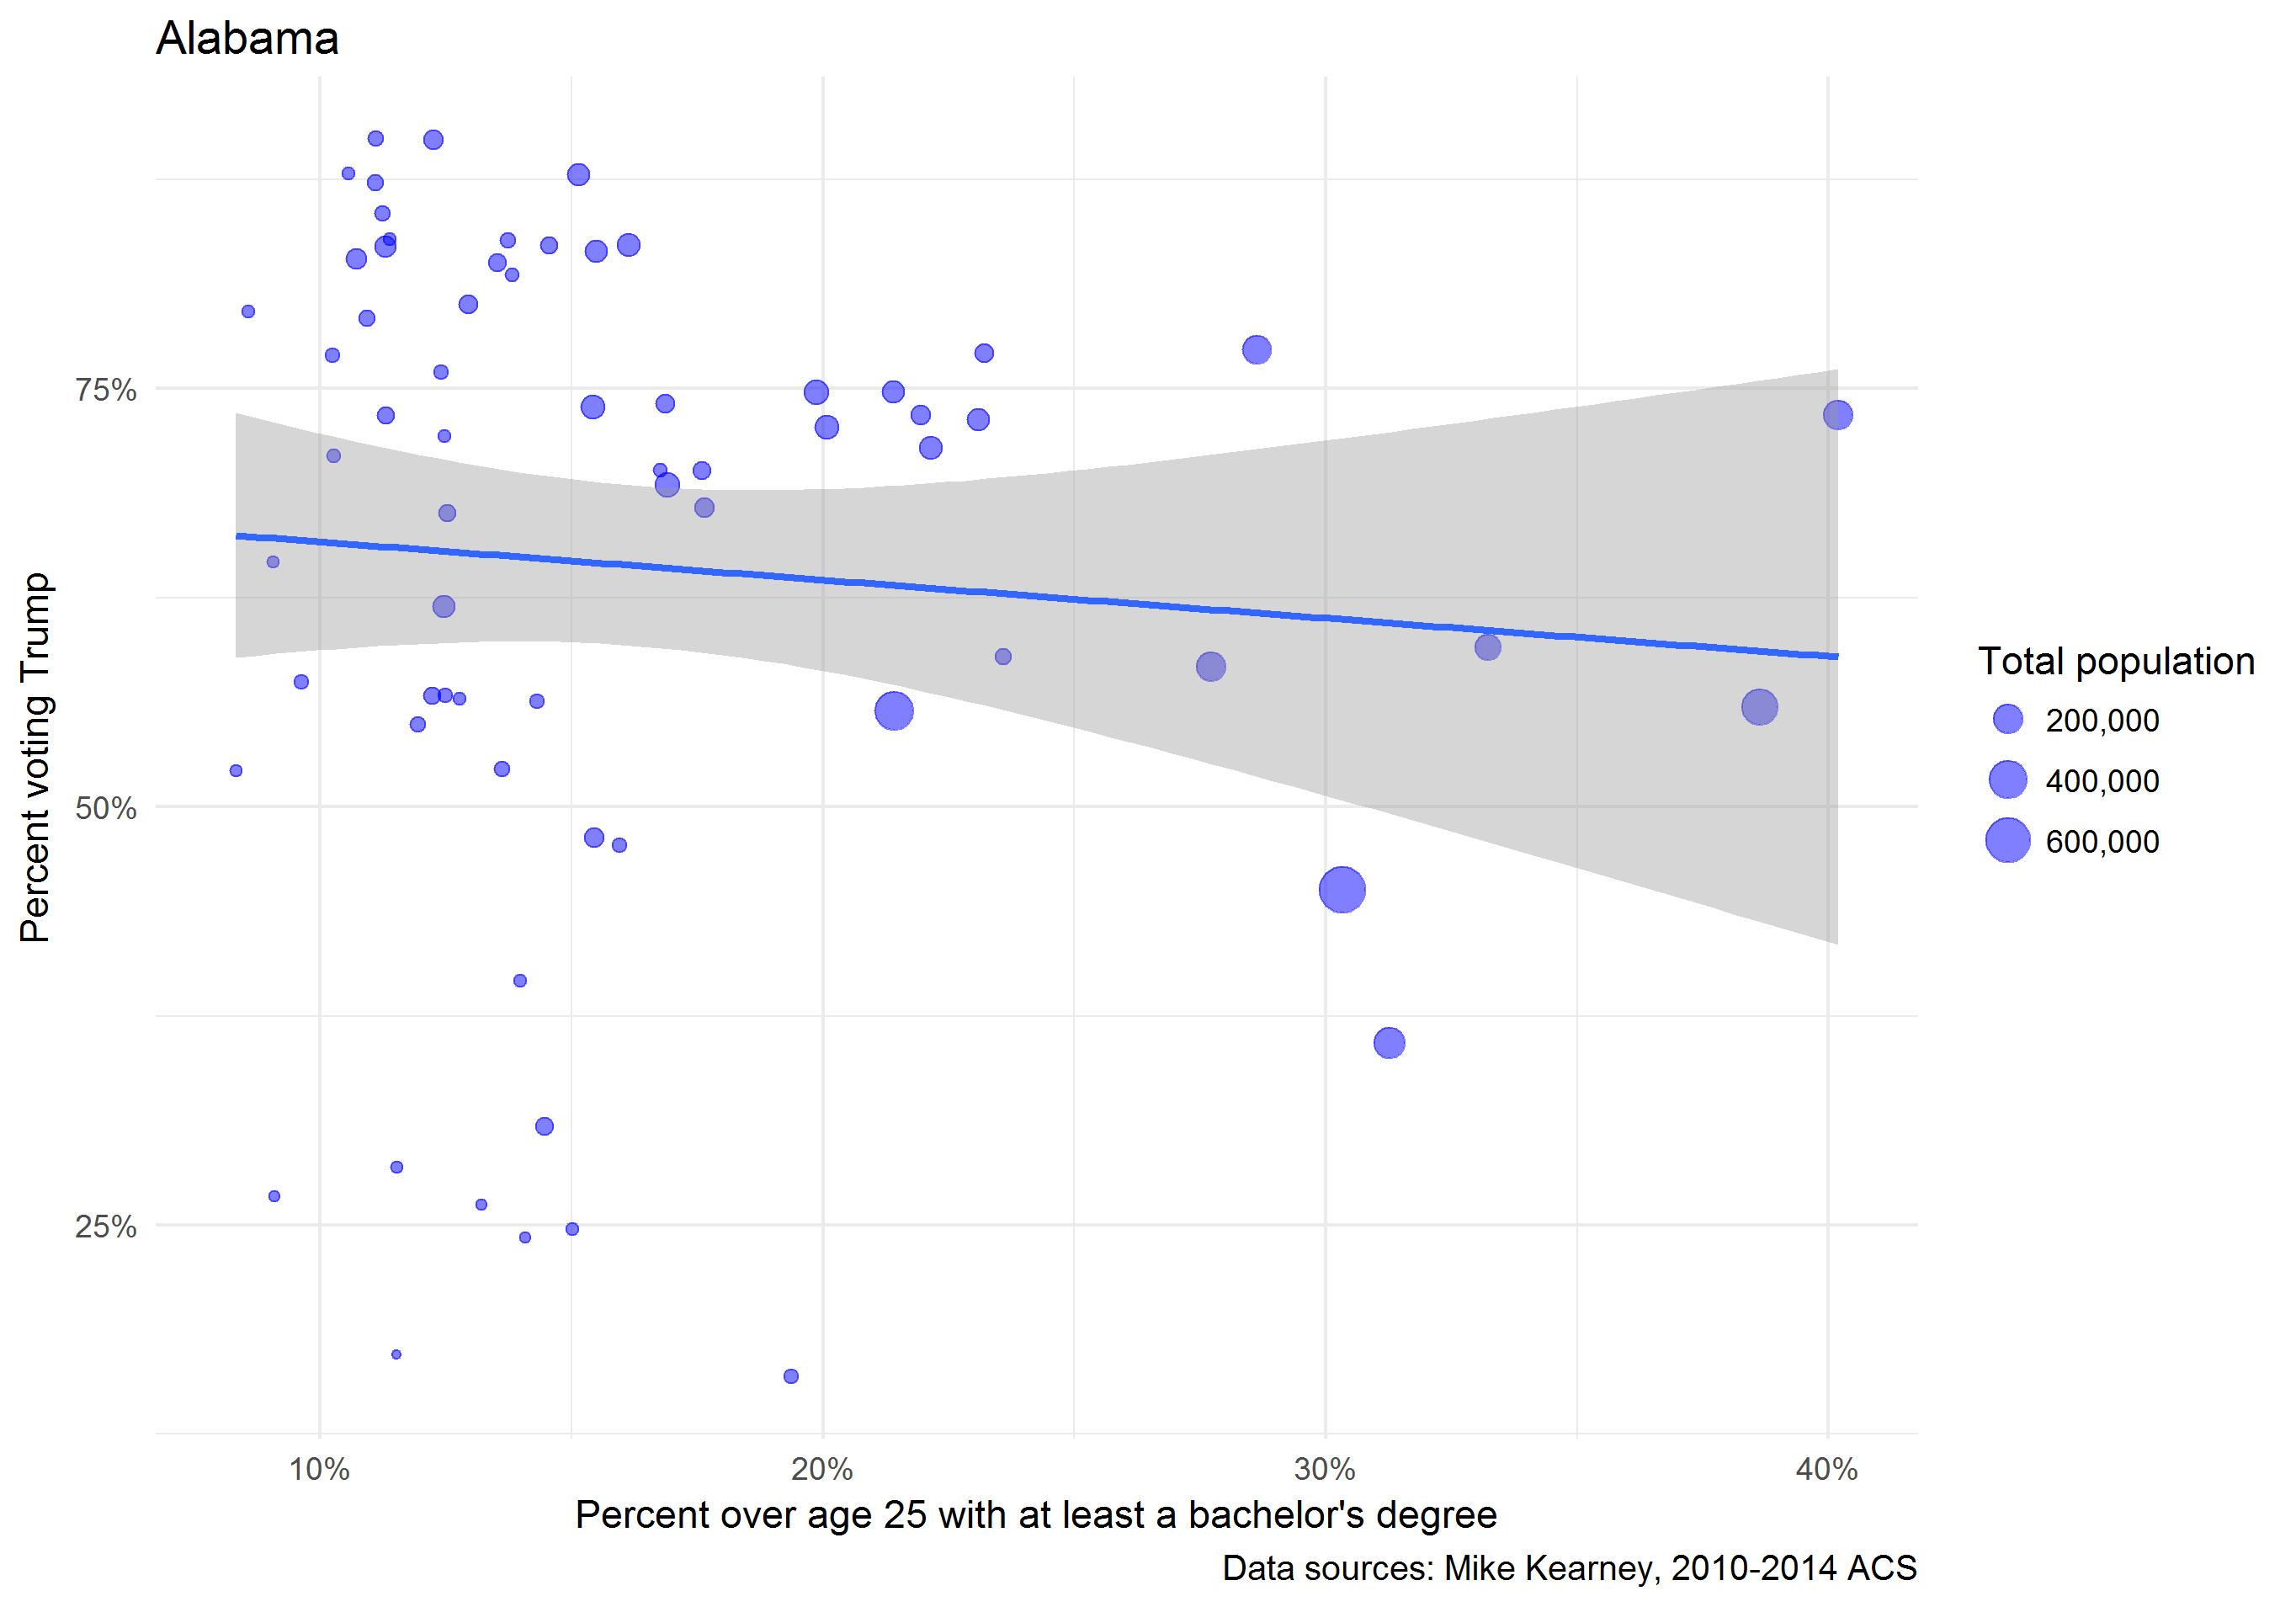 Alabama
Percent voting Trump
75%
50%
25%
10%
20%
30%
40%
Percent over age 25 with at least a bachelor's degree
Total population
200,000
400,000
600,000
Data sources: Mike Kearney, 2010-2014 ACS